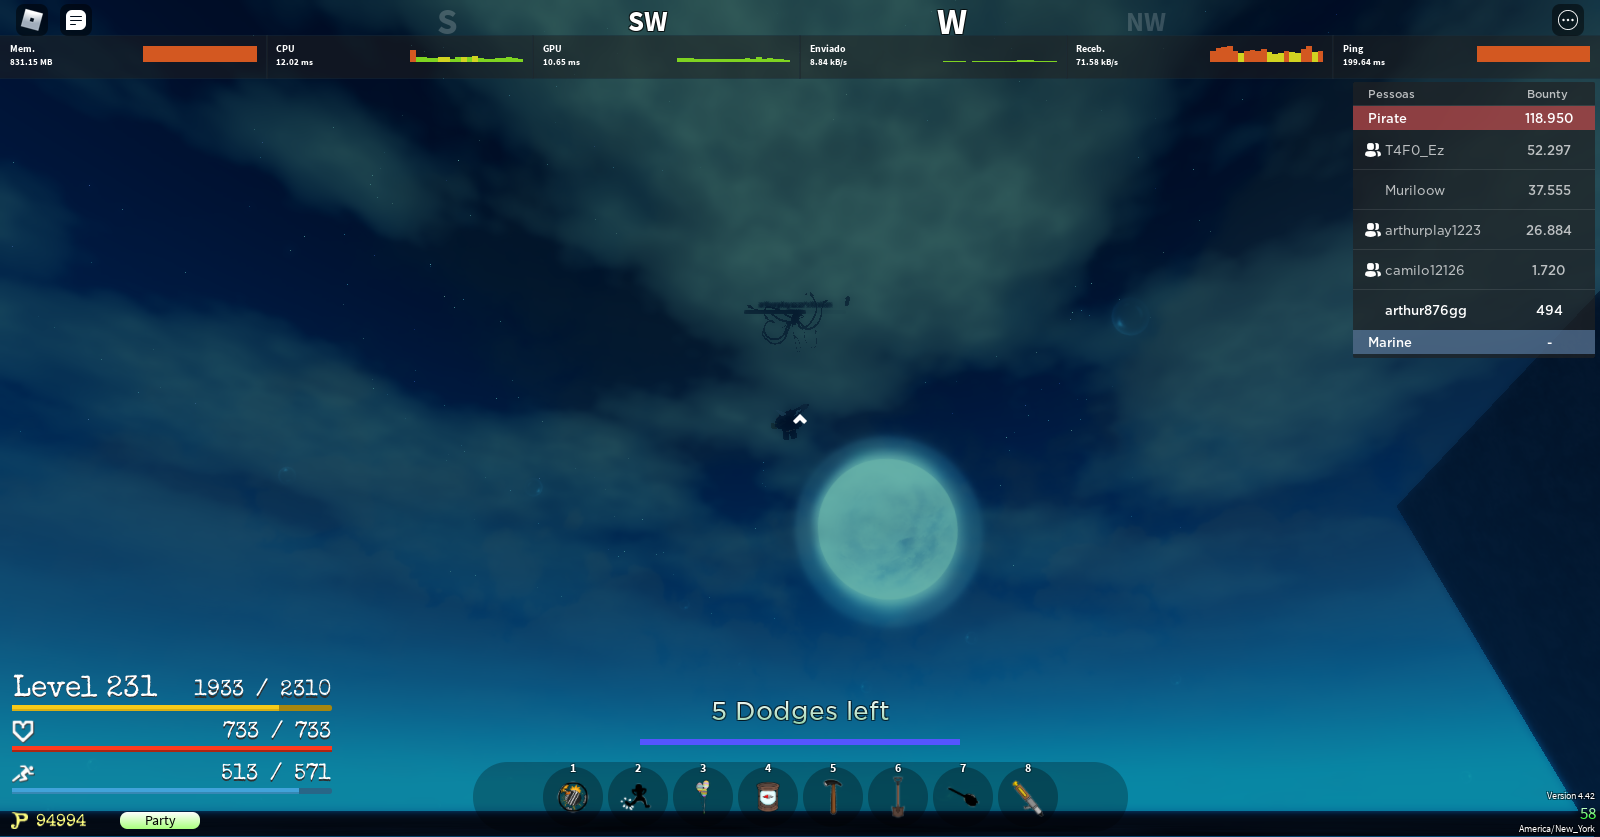 S SW W NW
Mem.
831.15 MB
CPU
12.02 ms
GPU
10.65 ms
Enviado
8.84 kB/s
Receb.
71.58 kB/s
Ping
199.64 ms
Pessoas Bounty
Pirate 118.950
T4F0_Ez 52.297
Muriloow 37.555
arthurplay1223 26.884
camilo12126 1.720
arthur876gg 494
Marine -
Level 231 1933 / 2310
733 / 733
513 / 571
94994
Party
5 Dodges left
1 2 3 4 5 6 7 8
Version 4.42
58
America/New_York